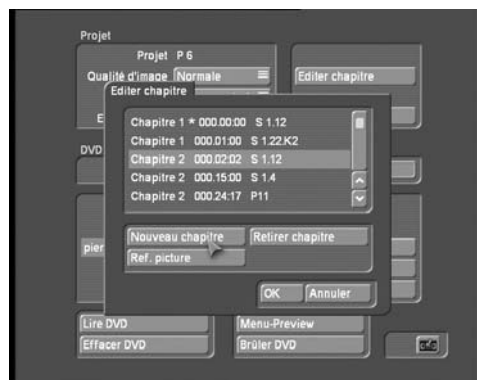 Projet
Projet P 6
Qualité d'image Normale
Editer chapitre
Editer chapitre
E
Chapitre 1 * 000.00:00 S 1.12
Chapitre 1 000.01:00 S 1.22.K2
DVD
Chapitre 2 000.02:02 S 1.12
Chapitre 2 000.15:00 S 1.4
Chapitre 2 000.24:17 P11
Nouveau chapitre Retirer chapitre
pier
Ref. picture
OK Annuler
Lire DVD Menu-Preview
Effacer DVD Brûler DVD